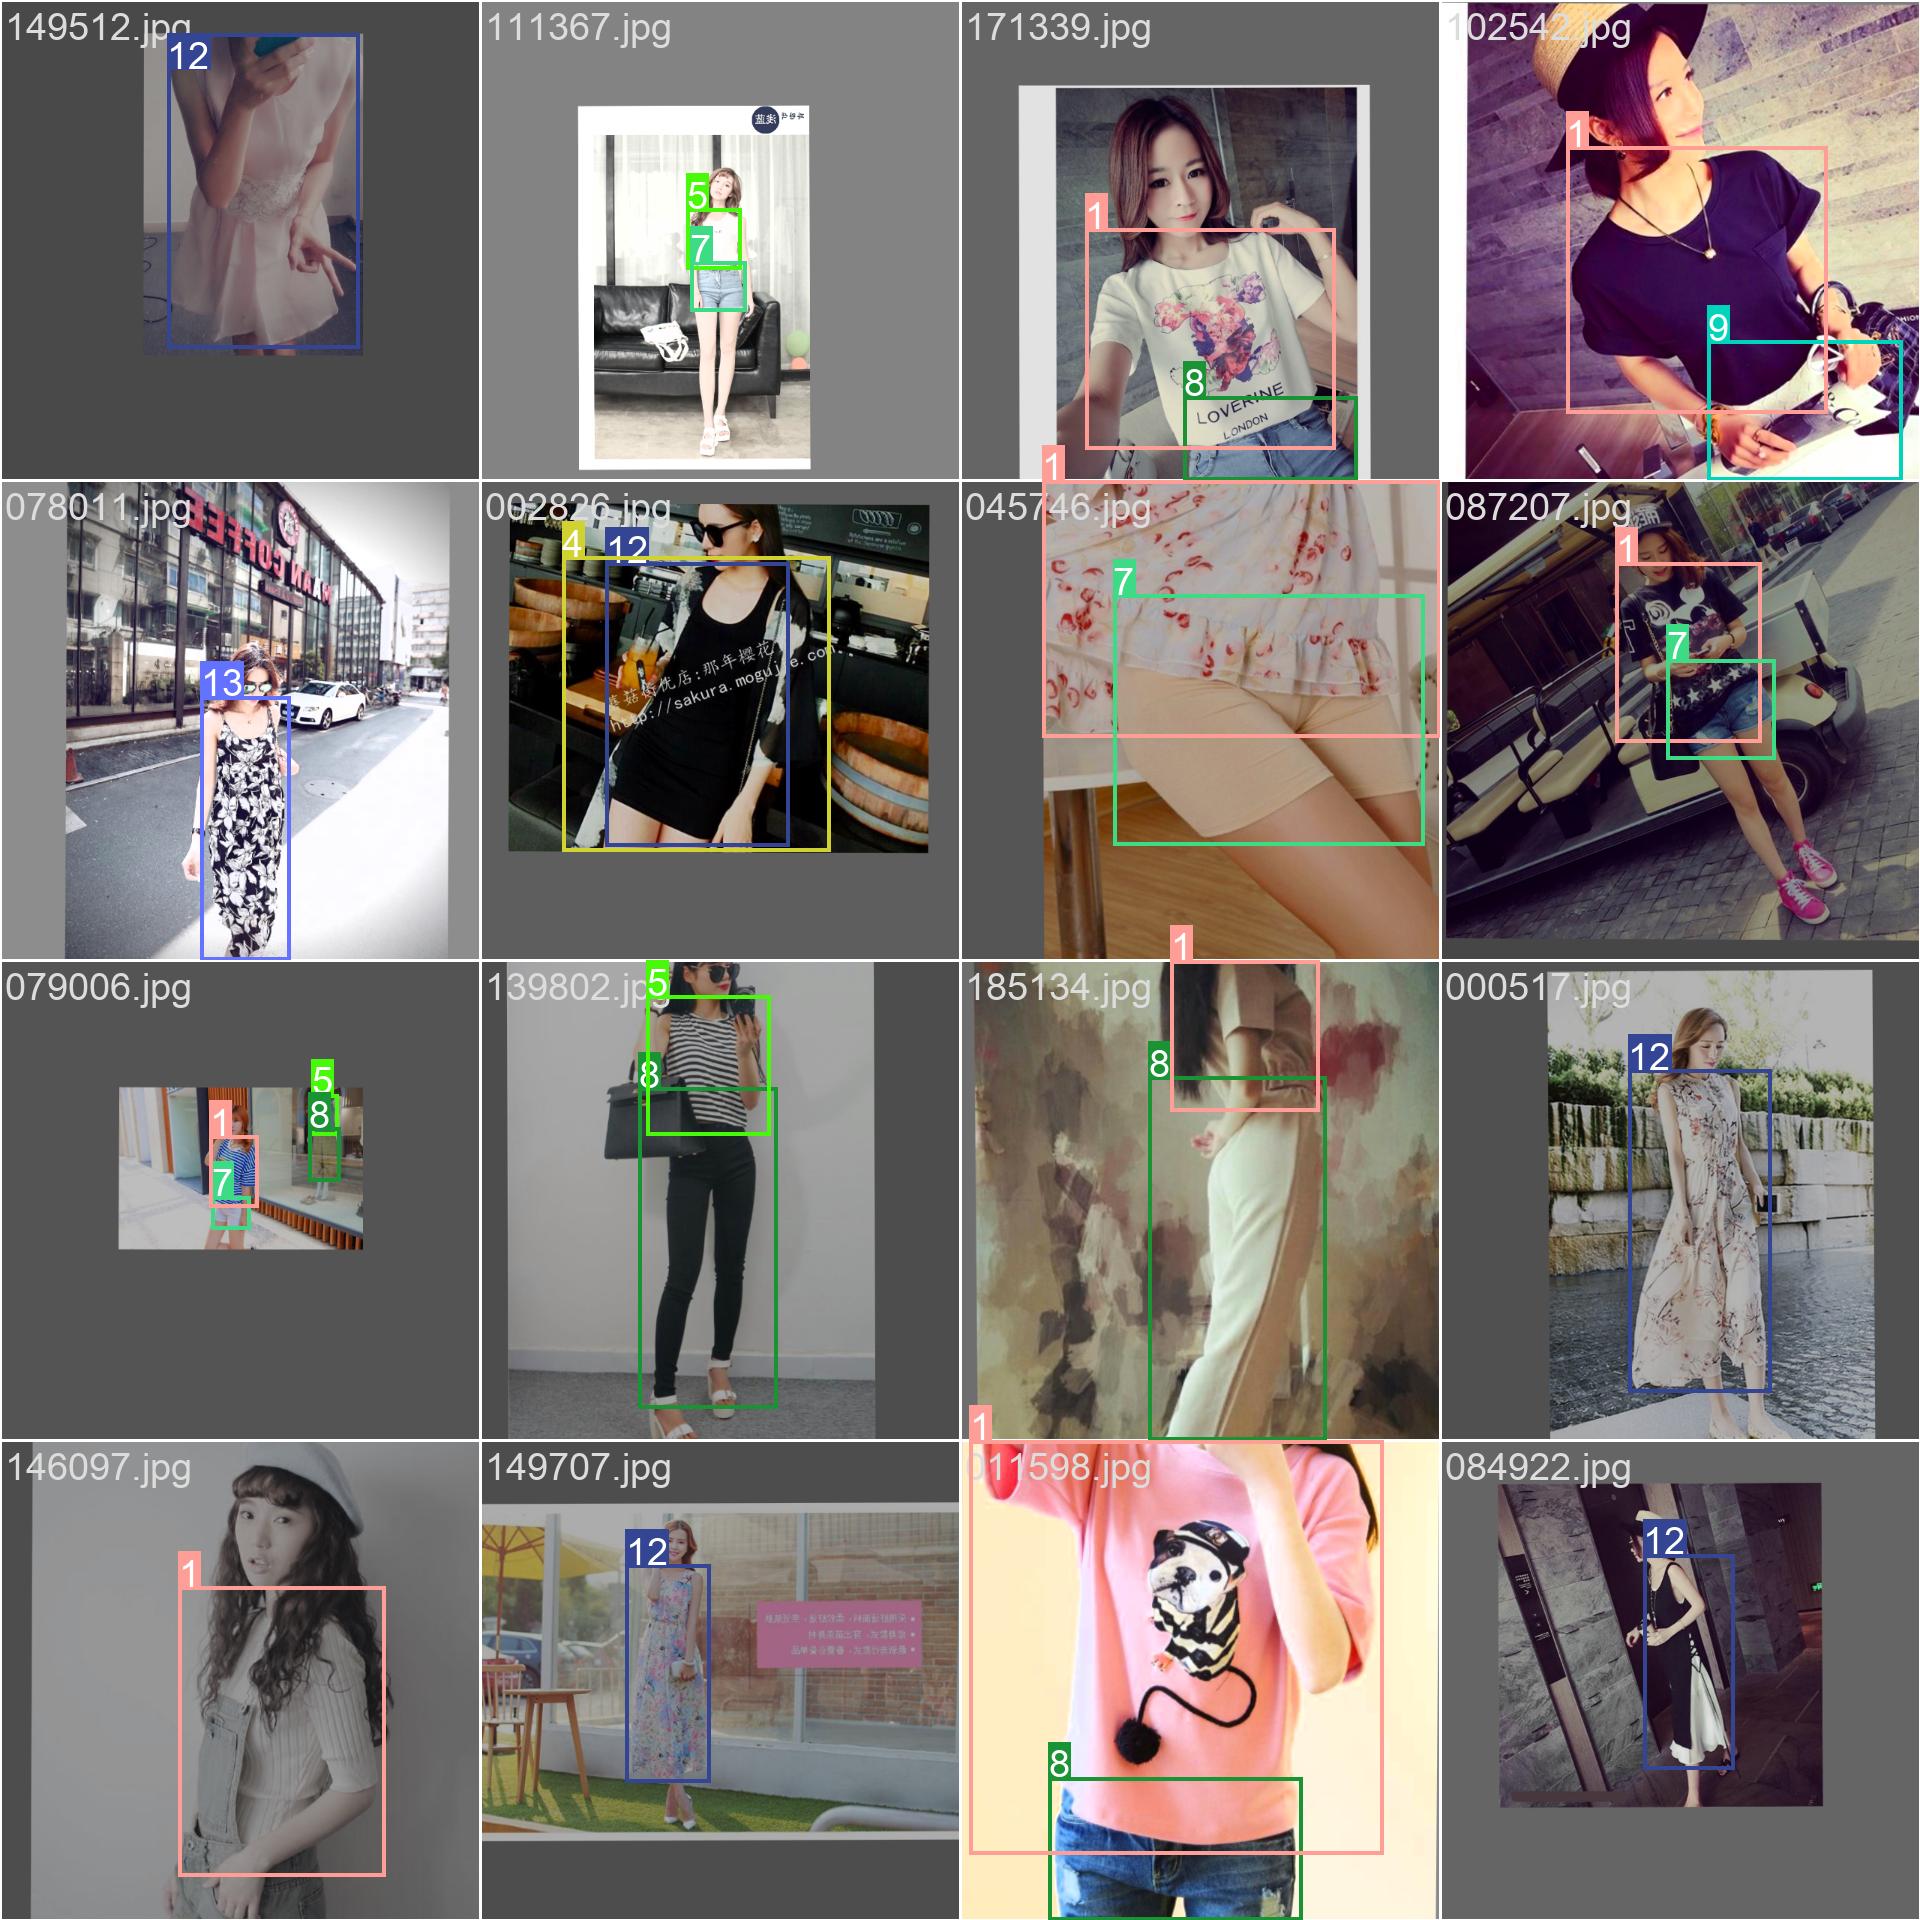 149512.jpg
12
111367.jpg
5
7
171339.jpg
1
8
LOVERINE
LONDON
102542.jpg
1
9
078011.jpg
13
002826.jpg
4
12
优店:那年樱花
http://sakura.mogujie.com
045746.jpg
1
7
087207.jpg
1
7
079006.jpg
1
7
5
8
139802.jpg
5
8
185134.jpg
1
8
000517.jpg
12
146097.jpg
1
149707.jpg
12
011598.jpg
1
8
084922.jpg
12